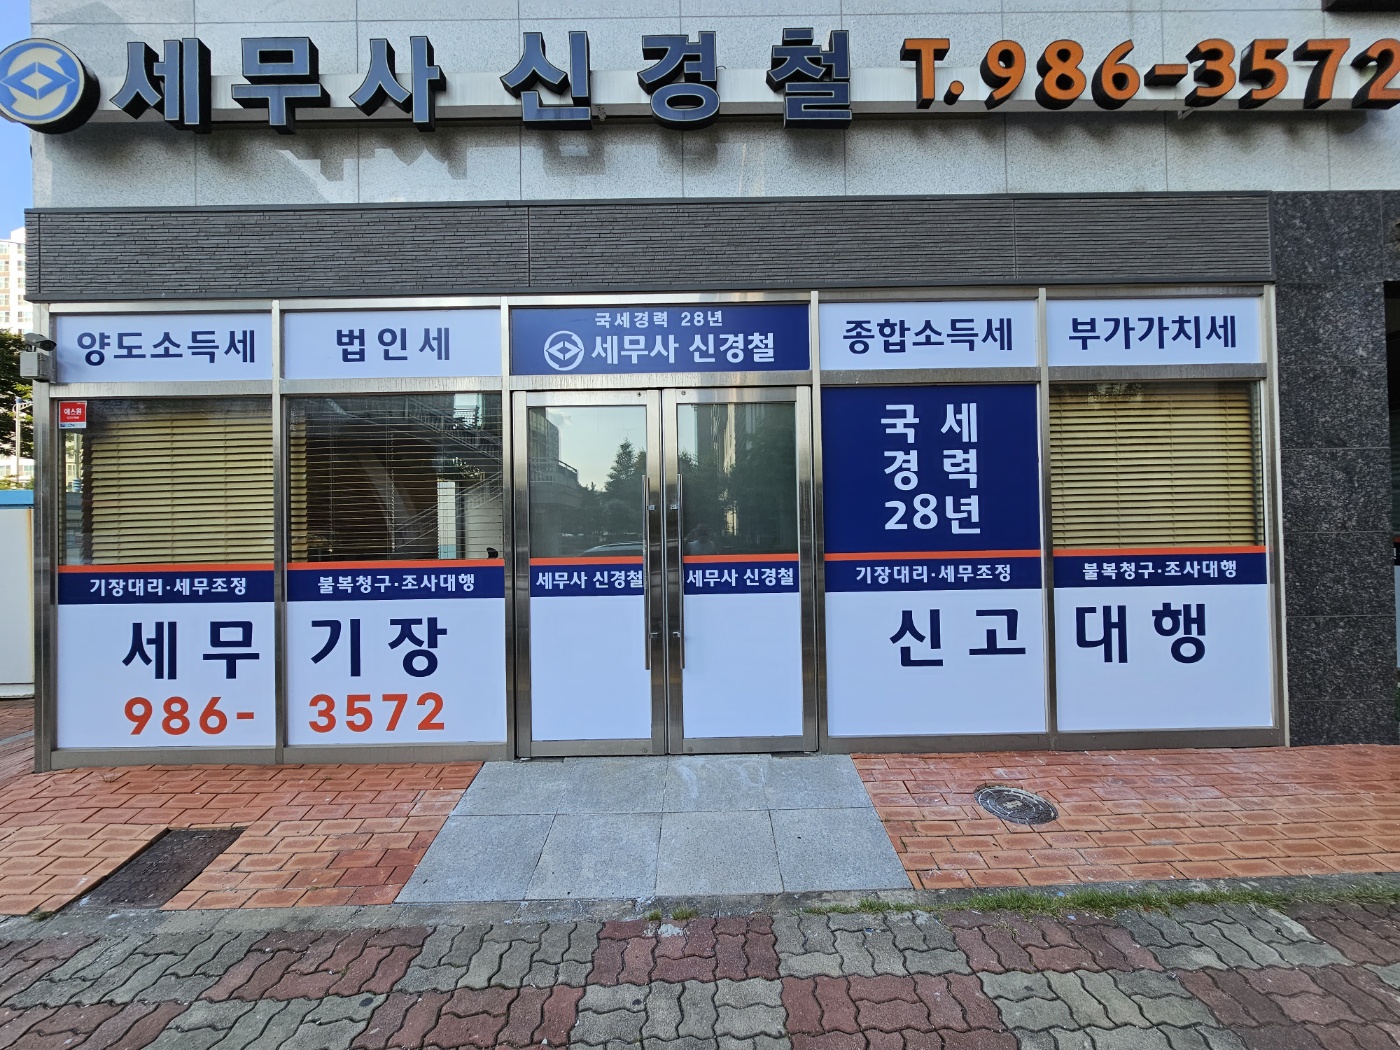 세무사 신경철 T. 986-3572
양도소득세
법인세
국세경력 28년
세무사 신경철
종합소득세
부가가치세
에스원
국세
경력
28년
기장대리·세무조정
불복청구·조사대행
세무사 신경철
세무사 신경철
기장대리·세무조정
불복청구·조사대행
세무 기장
986-3572
신고 대행